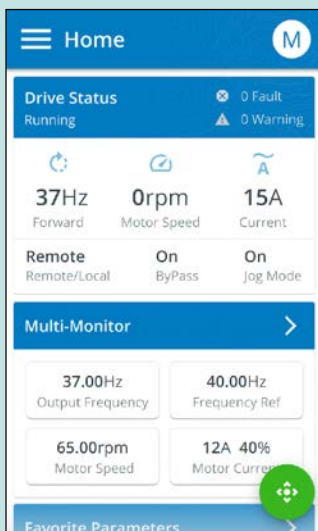 Home M
Drive Status 0 Fault
Running 0 Warning
A
37Hz 0rpm 15A
Forward Motor Speed Current
Remote On On
Remote/Local ByPass Jog Mode
Multi-Monitor
37.00Hz 40.00Hz
Output Frequency Frequency Ref
65.00rpm 12A 40%
Motor Speed Motor Current
Favorite Parameters